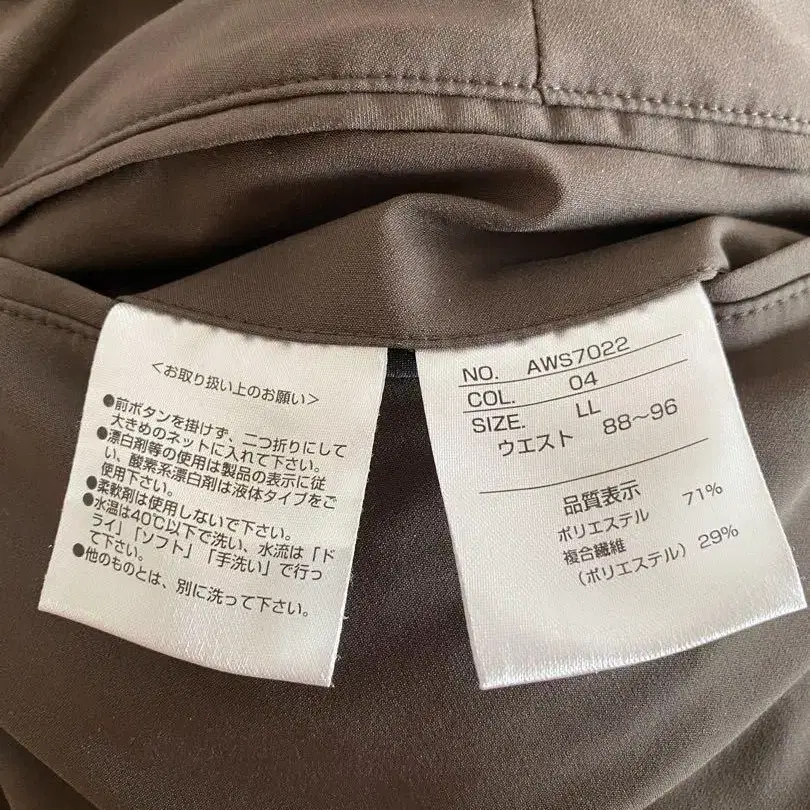 <お取り扱い上のお願い>
●前ボタンを掛けず、二つ折りにして
大きめのネットに入れて下さい。
●漂白剤等の使用は製品の表示に従
い、酸素系漂白剤は液体タイプをご
使用下さい。
●柔軟剤は使用しないで下さい。
●水温は40℃以下で洗い、水流は「ド
ライ」「ソフト」「手洗い」で行っ
て下さい。
●他のものとは、別に洗って下さい。
NO. AWS7022
COL. 04
SIZE. LL
ウエスト 88〜96
品質表示
ポリエステル 71%
複合繊維
(ポリエステル) 29%